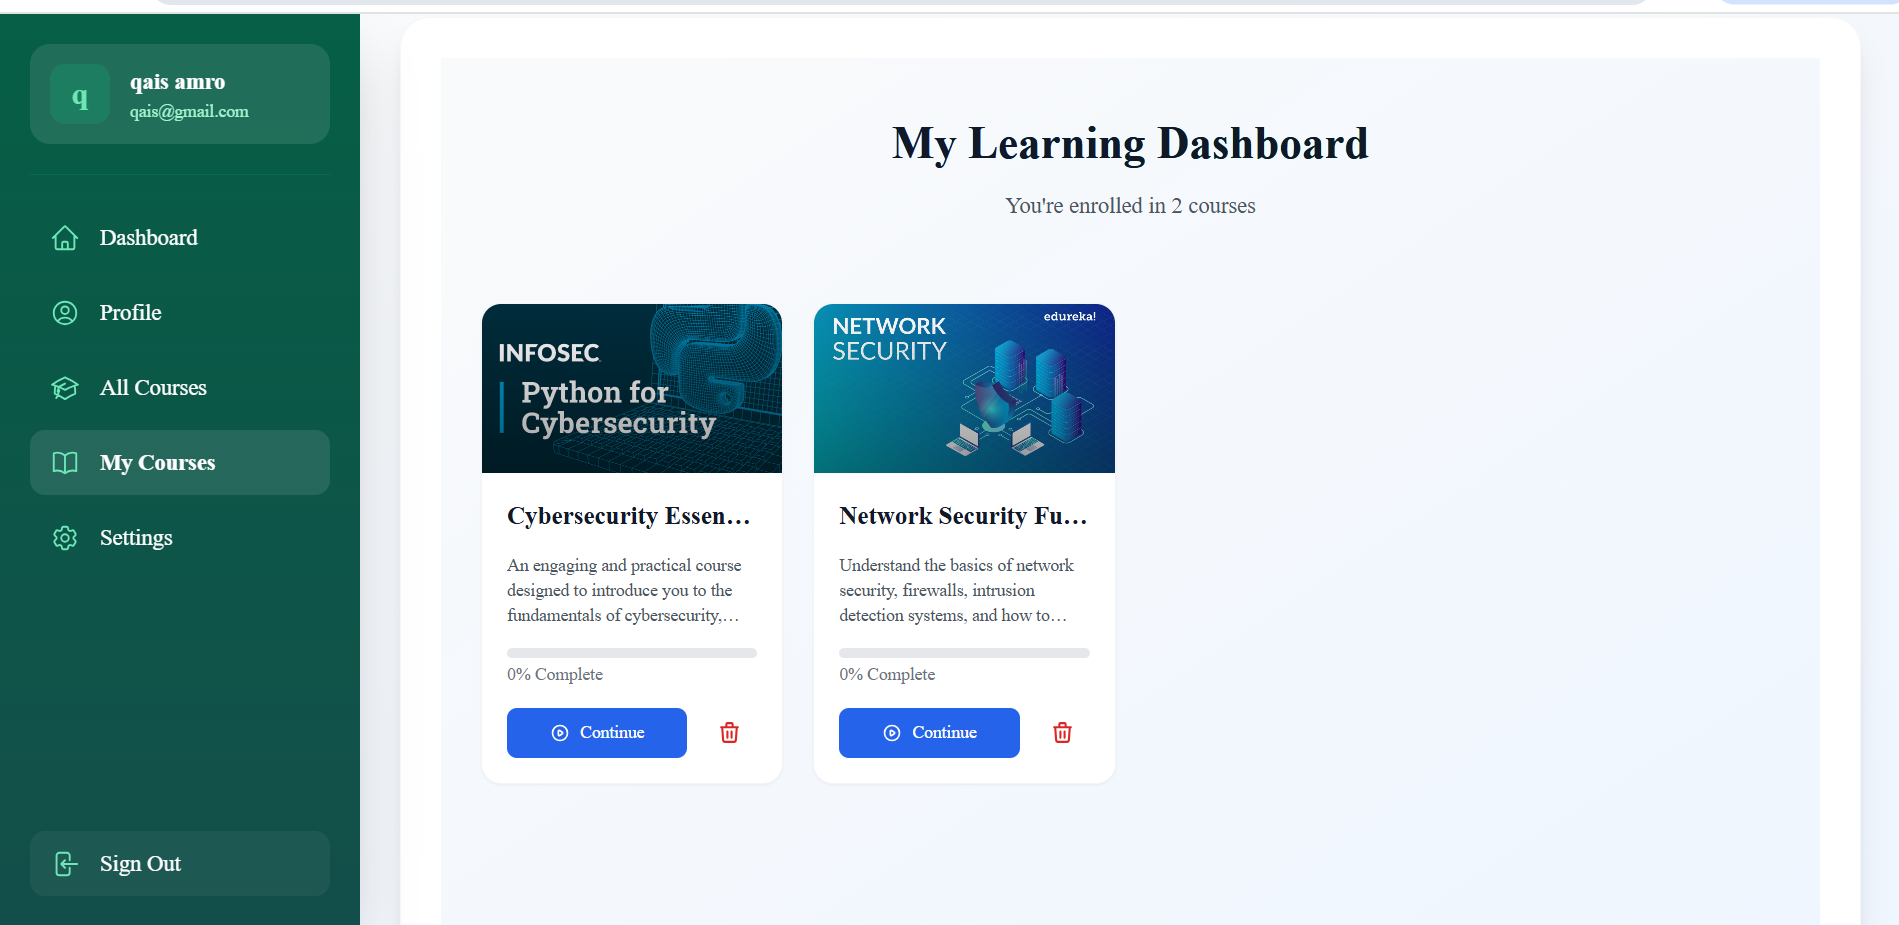 q
qais amro
qais@gmail.com
Dashboard
Profile
All Courses
My Courses
Settings
Sign Out
My Learning Dashboard
You're enrolled in 2 courses
INFOSEC
Python for
Cybersecurity
Cybersecurity Essen...
An engaging and practical course
designed to introduce you to the
fundamentals of cybersecurity,...
0% Complete
Continue
NETWORK
SECURITY
edureka!
Network Security Fu...
Understand the basics of network
security, firewalls, intrusion
detection systems, and how to...
0% Complete
Continue